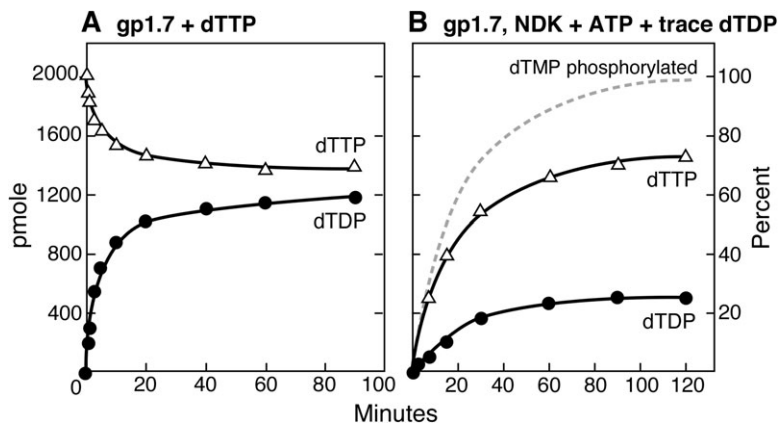 A gp1.7 + dTTP
B gp1.7, NDK + ATP + trace dTDP
pmole
2000
1600
1200
800
400
0
20
40
60
80
100
dTTP
dTDP
dTMP phosphorylated
dTTP
dTDP
20
40
60
80
100
120
100
80
60
40
20
Percent
Minutes